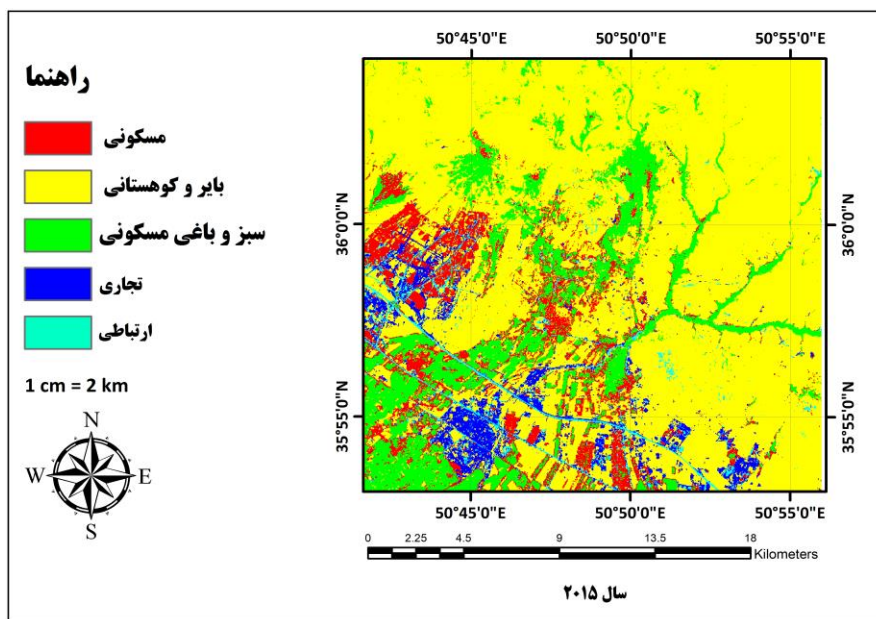 راهنما
مسکونی
بایر و کوهستانی
سبز و باغی مسکونی
تجاری
ارتباطی
1 cm = 2 km
N
W E
S
50°45'0"E 50°50'0"E 50°55'0"E
36°0'0"N 36°0'0"N
35°55'0"N 35°55'0"N
50°45'0"E 50°50'0"E 50°55'0"E
0 2.25 4.5 9 13.5 18
Kilometers
سال ۲۰۱۵